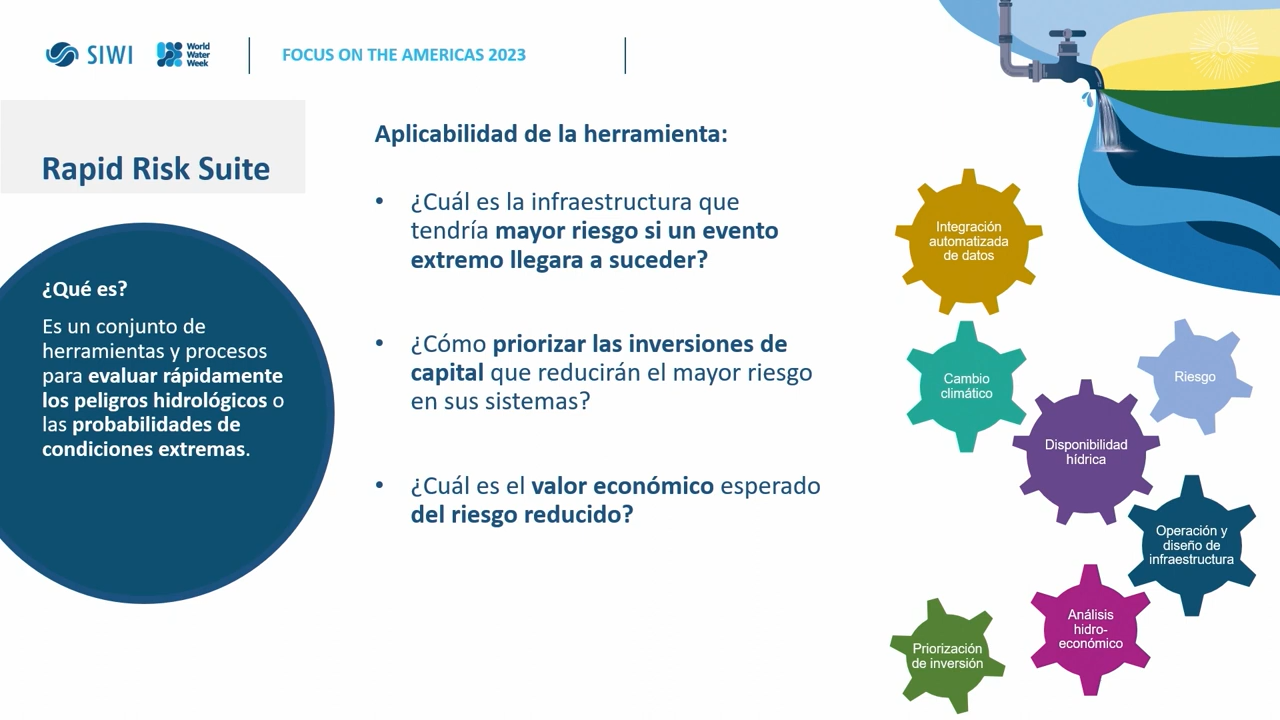 SIWI
World
Water
Week
FOCUS ON THE AMERICAS 2023
Rapid Risk Suite
¿Qué es?
Es un conjunto de
herramientas y procesos
para evaluar rápidamente
los peligros hidrológicos o
las probabilidades de
condiciones extremas.
Aplicabilidad de la herramienta:
• ¿Cuál es la infraestructura que
tendría mayor riesgo si un evento
extremo llegara a suceder?
• ¿Cómo priorizar las inversiones de
capital que reducirán el mayor riesgo
en sus sistemas?
• ¿Cuál es el valor económico esperado
del riesgo reducido?
Integración
automatizada
de datos
Cambio
climático
Riesgo
Disponibilidad
hídrica
Operación y
diseño de
infraestructura
Análisis
hidro-
económico
Priorización
de inversión